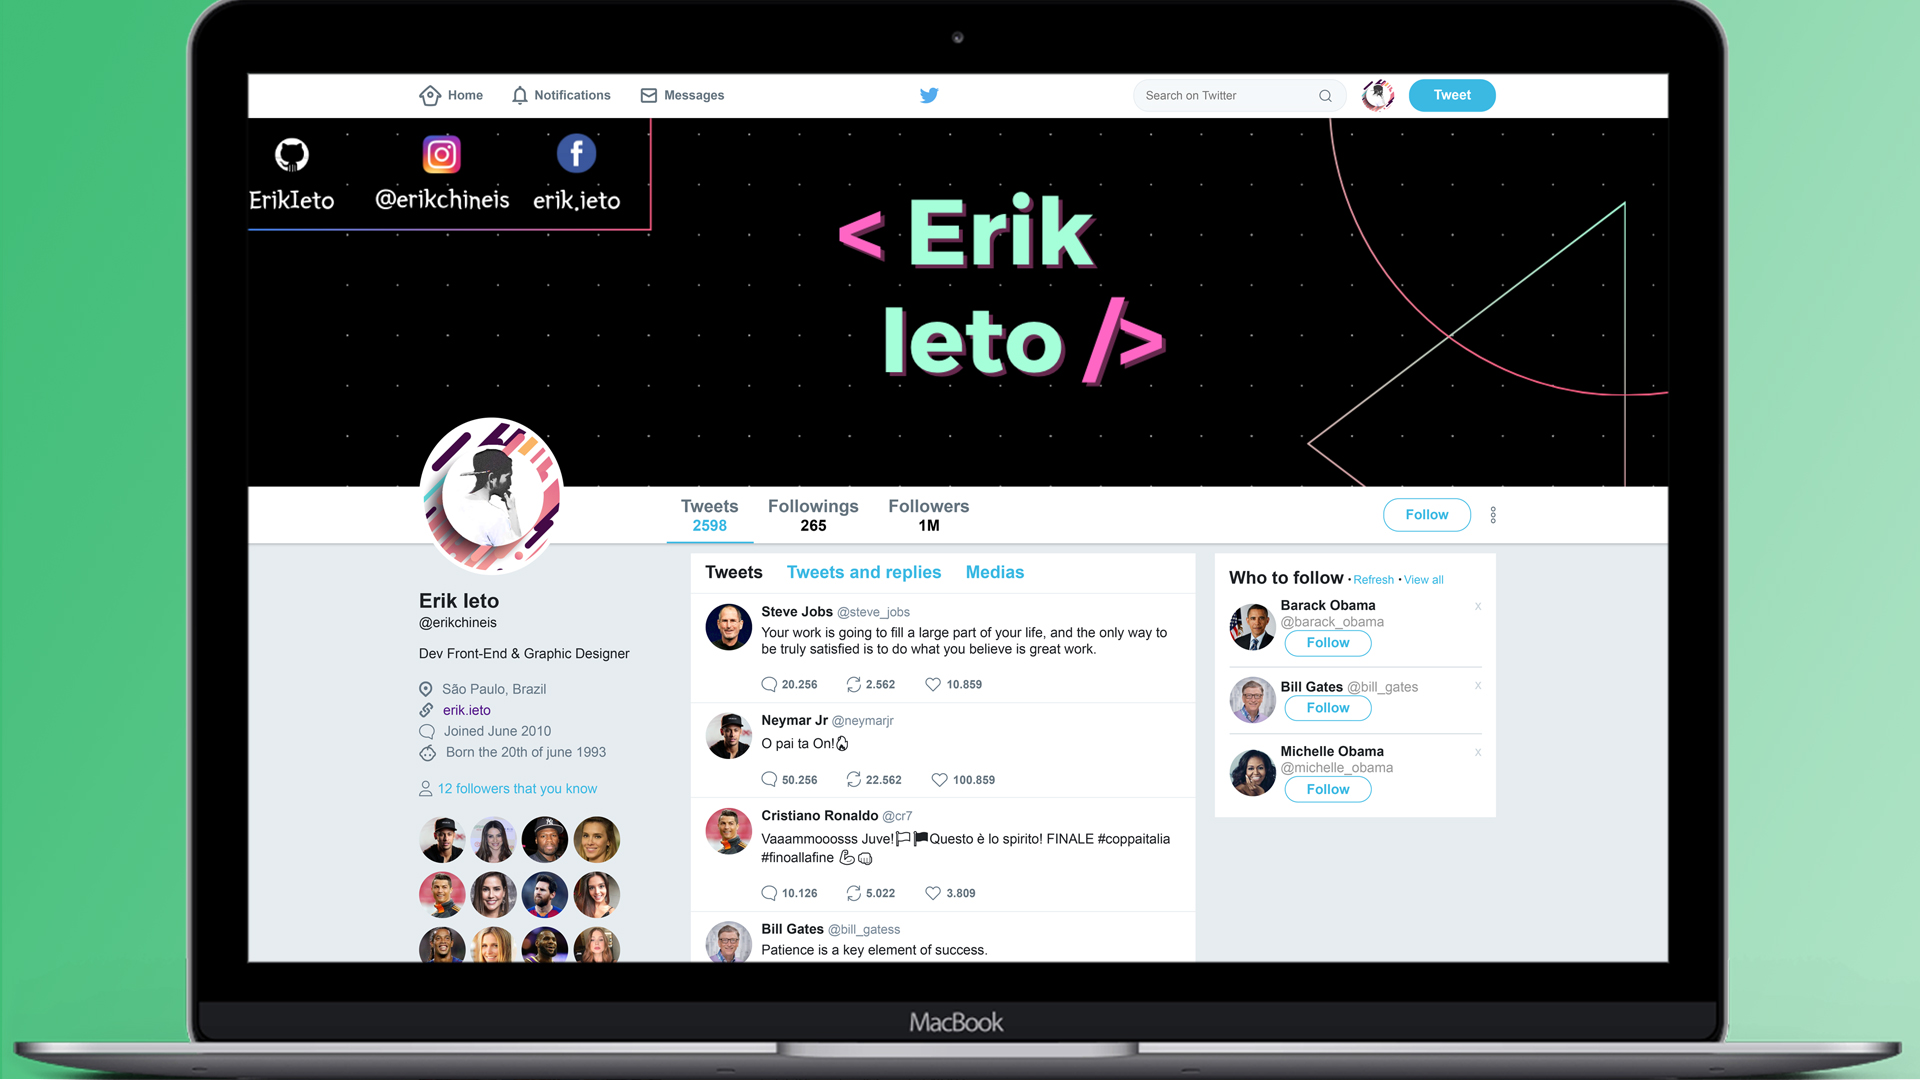 Home Notifications Messages Search on Twitter Tweet
ErikIeto @erikchineis erik.ieto
< Erik
Ieto />
Tweets Followings Followers
2598 265 1M
Follow
Erik Ieto
@erikchineis
Dev Front-End & Graphic Designer
São Paulo, Brazil
erik.ieto
Joined June 2010
Born the 20th of june 1993
12 followers that you know
Tweets Tweets and replies Medias
Steve Jobs @steve_jobs
Your work is going to fill a large part of your life, and the only way to
be truly satisfied is to do what you believe is great work.
20.256 2.562 10.859
Neymar Jr @neymarjr
O pai ta On!
50.256 22.562 100.859
Cristiano Ronaldo @cr7
Vaaammooosss Juve! Questo è lo spirito! FINALE #coppaitalia
#finoallafine
10.126 5.022 3.809
Bill Gates @bill_gatess
Patience is a key element of success.
Who to follow • Refresh • View all
Barack Obama x
@barack_obama
Follow
Bill Gates @bill_gates x
Follow
Michelle Obama x
@michelle_obama
Follow
MacBook